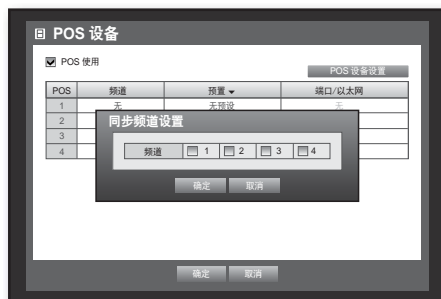 POS 设备
POS 使用
POS 设备设置
POS 频道 预置 端口/以太网
1 无 无预设 无
2
3
4
同步频道设置
频道 1 2 3 4
确定 取消
确定 取消